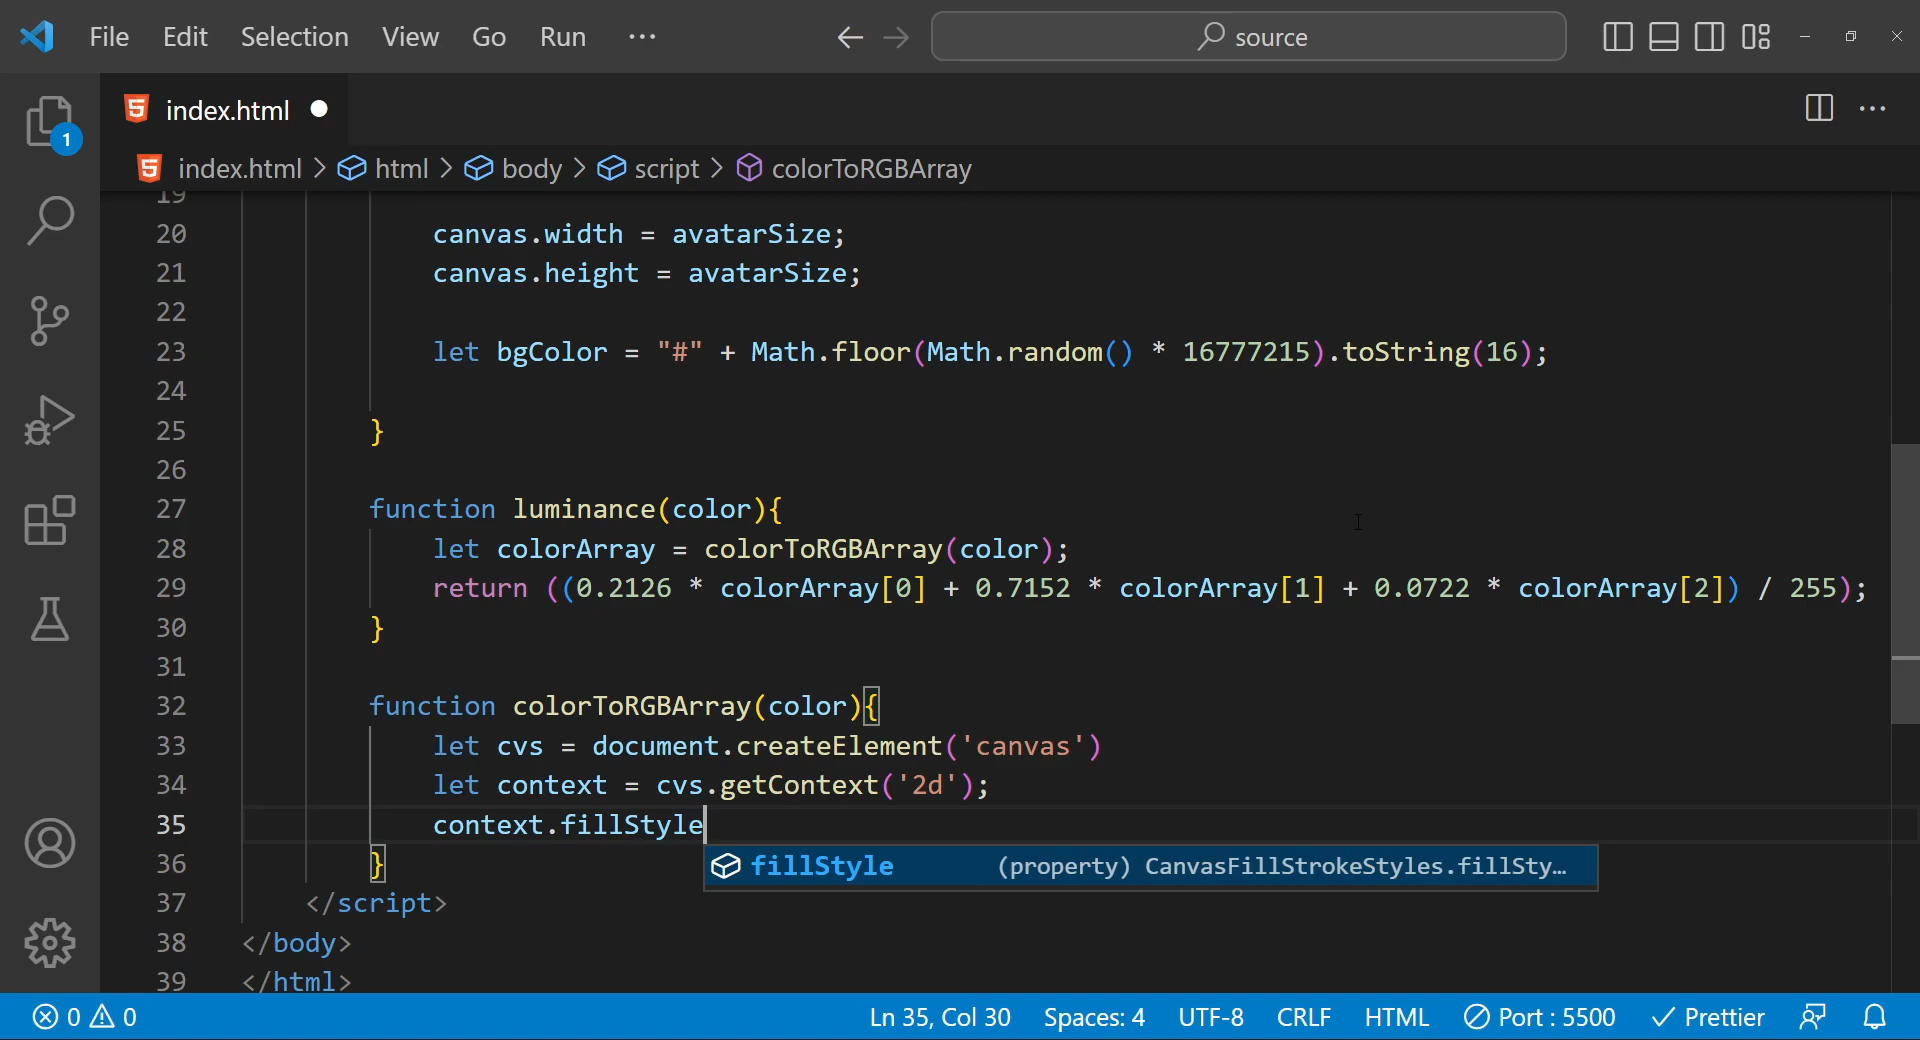 File Edit Selection View Go Run ··· source
index.html
index.html > html > body > script > colorToRGBArray
19
20 canvas.width = avatarSize;
21 canvas.height = avatarSize;
22
23 let bgColor = "#" + Math.floor(Math.random() * 16777215).toString(16);
24
25 }
26
27 function luminance(color){
28 let colorArray = colorToRGBArray(color);
29 return ((0.2126 * colorArray[0] + 0.7152 * colorArray[1] + 0.0722 * colorArray[2]) / 255);
30 }
31
32 function colorToRGBArray(color){
33 let cvs = document.createElement('canvas')
34 let context = cvs.getContext('2d');
35 context.fillStyle
36 }
fillStyle (property) CanvasFillStrokeStyles.fillSty…
37 </script>
38 </body>
39 </html>
1
0 0 Ln 35, Col 30 Spaces: 4 UTF-8 CRLF HTML Port : 5500 Prettier